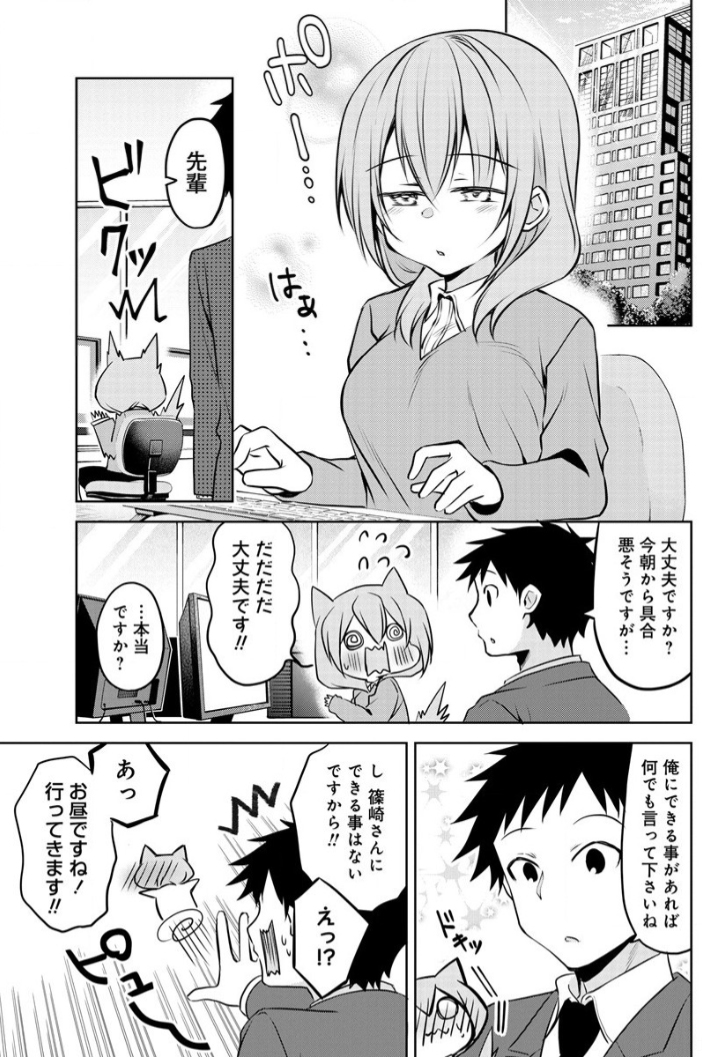 ポー…
はぁ…
先輩
ビクッ
大丈夫ですか?
今朝から具合
悪そうですが…
だだだだ
大丈夫です!!
…本当
ですか?
俺にできる事があれば
何でも言って下さいね
ドキッ
し 篠崎さんに
できる事はない
ですから!!
えっ!?
あっ
お昼ですね!
行ってきます!!
ピュー